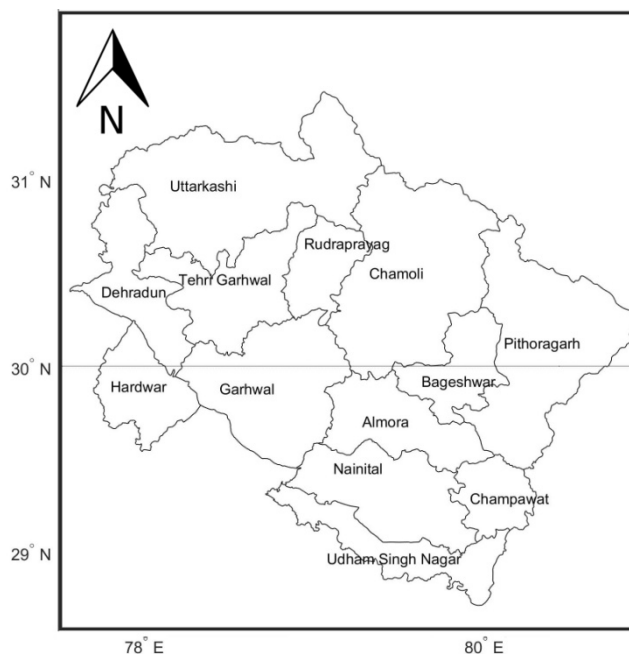 N
31° N
Uttarkashi
Rudraprayag
Chamoli
Tehri Garhwal
Dehradun
Pithoragarh
30° N
Hardwar
Garhwal
Bageshwar
Almora
Nainital
Champawat
29° N
Udham Singh Nagar
78° E
80° E